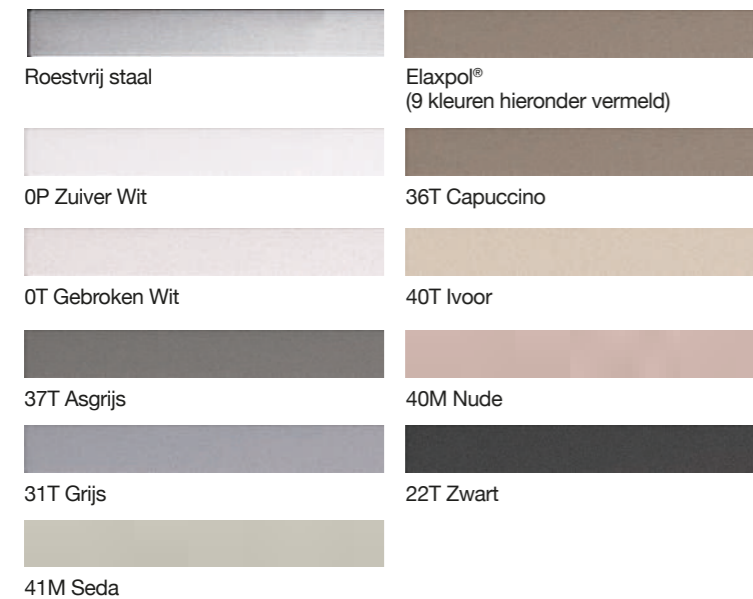 Roestvrij staal
Elaxpol®
(9 kleuren hieronder vermeld)
0P Zuiver Wit
36T Capuccino
0T Gebroken Wit
40T Ivoor
37T Asgrijs
40M Nude
31T Grijs
22T Zwart
41M Seda